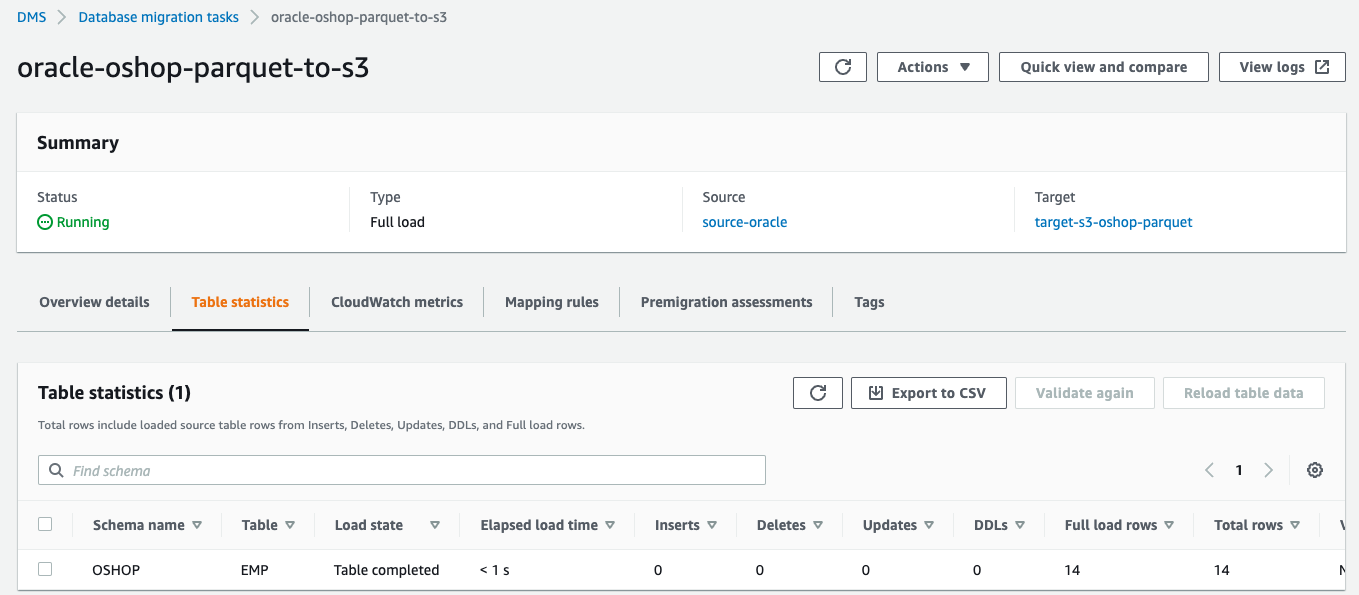 DMS > Database migration tasks > oracle-oshop-parquet-to-s3
oracle-oshop-parquet-to-s3
Actions
Quick view and compare
View logs
Summary
Status
Running
Type
Full load
Source
source-oracle
Target
target-s3-oshop-parquet
Overview details
Table statistics
CloudWatch metrics
Mapping rules
Premigration assessments
Tags
Table statistics (1)
Export to CSV
Validate again
Reload table data
Total rows include loaded source table rows from Inserts, Deletes, Updates, DDLs, and Full load rows.
Find schema
1
Schema name Table Load state Elapsed load time Inserts Deletes Updates DDLs Full load rows Total rows
OSHOP EMP Table completed < 1 s 0 0 0 0 14 14